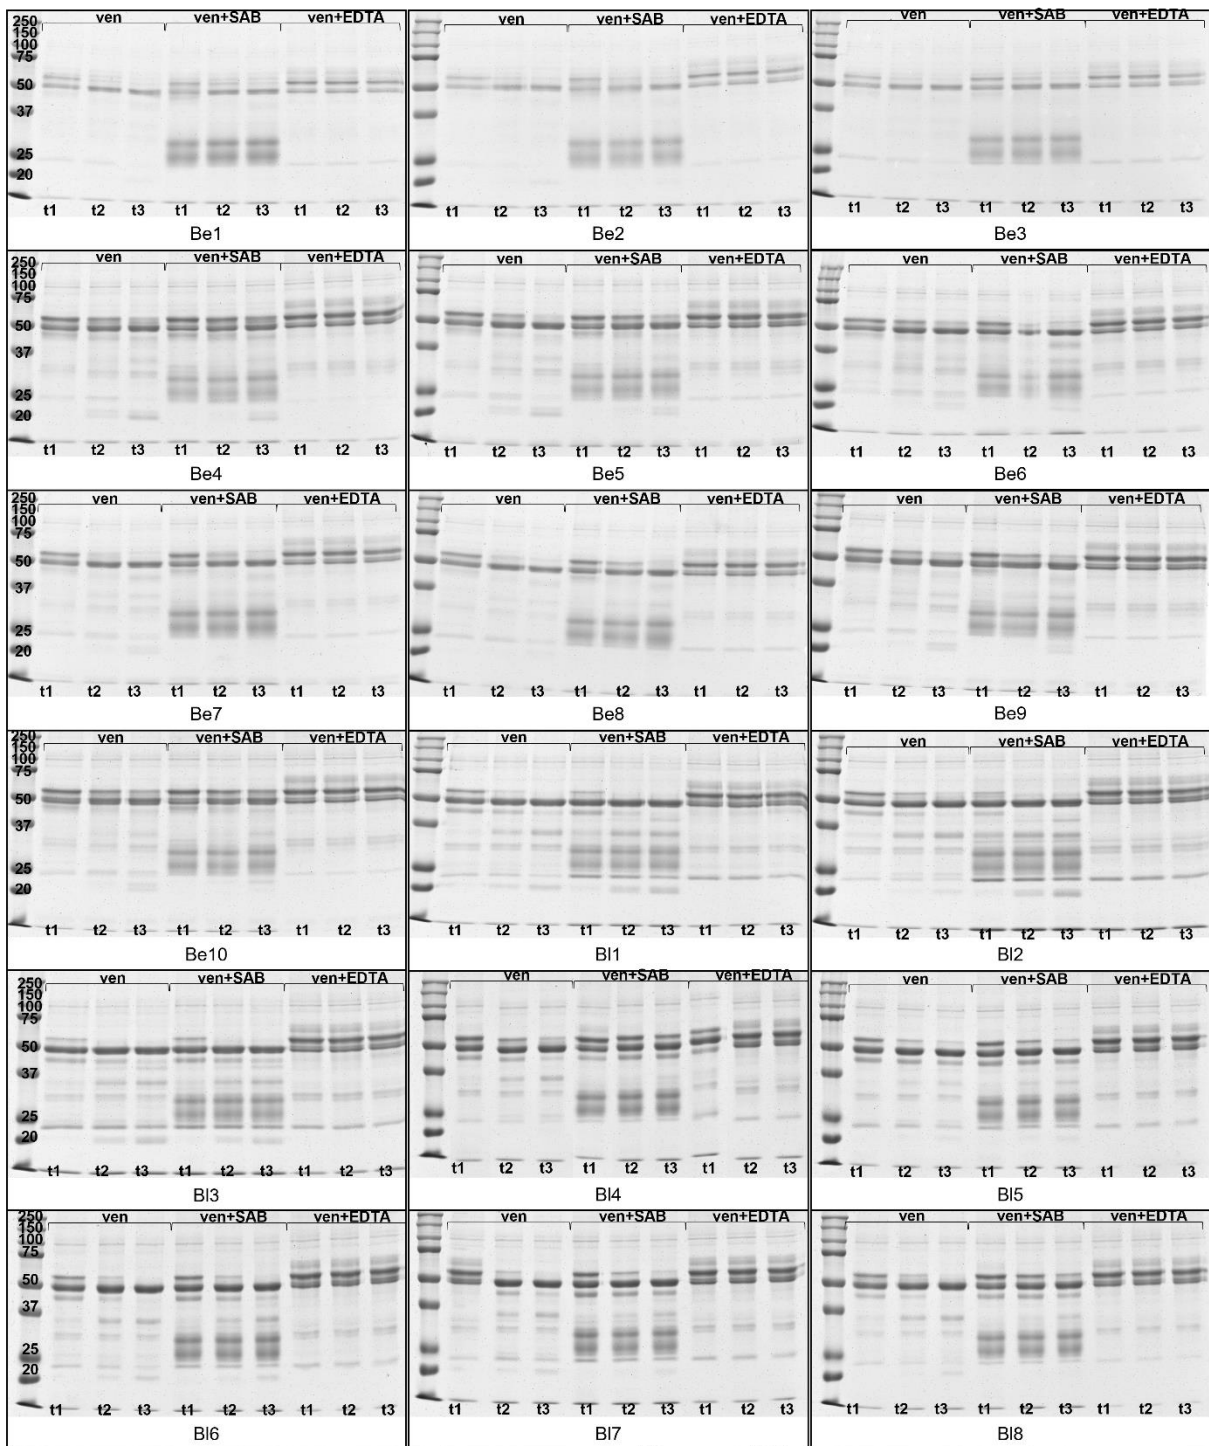 ven ven+SAB ven+EDTA ven ven+SAB ven+EDTA ven ven+SAB ven+EDTA
250
150
100
75
50
37
25
20
t1 t2 t3 t1 t2 t3 t1 t2 t3 t1 t2 t3 t1 t2 t3 t1 t2 t3 t1 t2 t3 t1 t2 t3 t1 t2 t3
Be1 Be2 Be3
ven ven+SAB ven+EDTA ven ven+SAB ven+EDTA ven ven+SAB ven+EDTA
250
150
100
75
50
37
25
20
t1 t2 t3 t1 t2 t3 t1 t2 t3 t1 t2 t3 t1 t2 t3 t1 t2 t3 t1 t2 t3 t1 t2 t3 t1 t2 t3
Be4 Be5 Be6
ven ven+SAB ven+EDTA ven ven+SAB ven+EDTA ven ven+SAB ven+EDTA
250
150
100
75
50
37
25
20
t1 t2 t3 t1 t2 t3 t1 t2 t3 t1 t2 t3 t1 t2 t3 t1 t2 t3 t1 t2 t3 t1 t2 t3 t1 t2 t3
Be7 Be8 Be9
ven ven+SAB ven+EDTA ven ven+SAB ven+EDTA ven ven+SAB ven+EDTA
250
150
100
75
50
37
25
20
t1 t2 t3 t1 t2 t3 t1 t2 t3 t1 t2 t3 t1 t2 t3 t1 t2 t3 t1 t2 t3 t1 t2 t3 t1 t2 t3
Be10 Bl1 Bl2
ven ven+SAB ven+EDTA ven ven+SAB ven+EDTA ven ven+SAB ven+EDTA
250
150
100
75
50
37
25
20
t1 t2 t3 t1 t2 t3 t1 t2 t3 t1 t2 t3 t1 t2 t3 t1 t2 t3 t1 t2 t3 t1 t2 t3 t1 t2 t3
Bl3 Bl4 Bl5
ven ven+SAB ven+EDTA ven ven+SAB ven+EDTA ven ven+SAB ven+EDTA
250
150
100
75
50
37
25
20
t1 t2 t3 t1 t2 t3 t1 t2 t3 t1 t2 t3 t1 t2 t3 t1 t2 t3 t1 t2 t3 t1 t2 t3 t1 t2 t3
Bl6 Bl7 Bl8